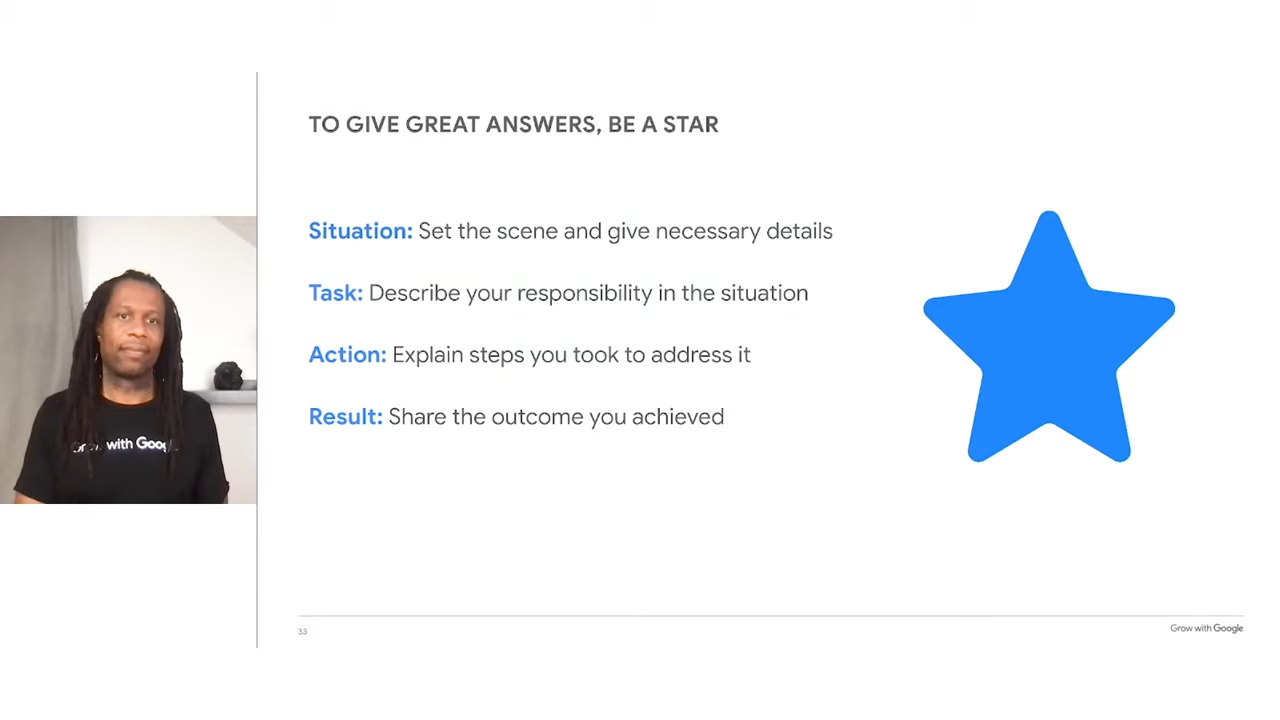 TO GIVE GREAT ANSWERS, BE A STAR
Situation: Set the scene and give necessary details
Task: Describe your responsibility in the situation
Action: Explain steps you took to address it
Result: Share the outcome you achieved
with
33
Grow with Google